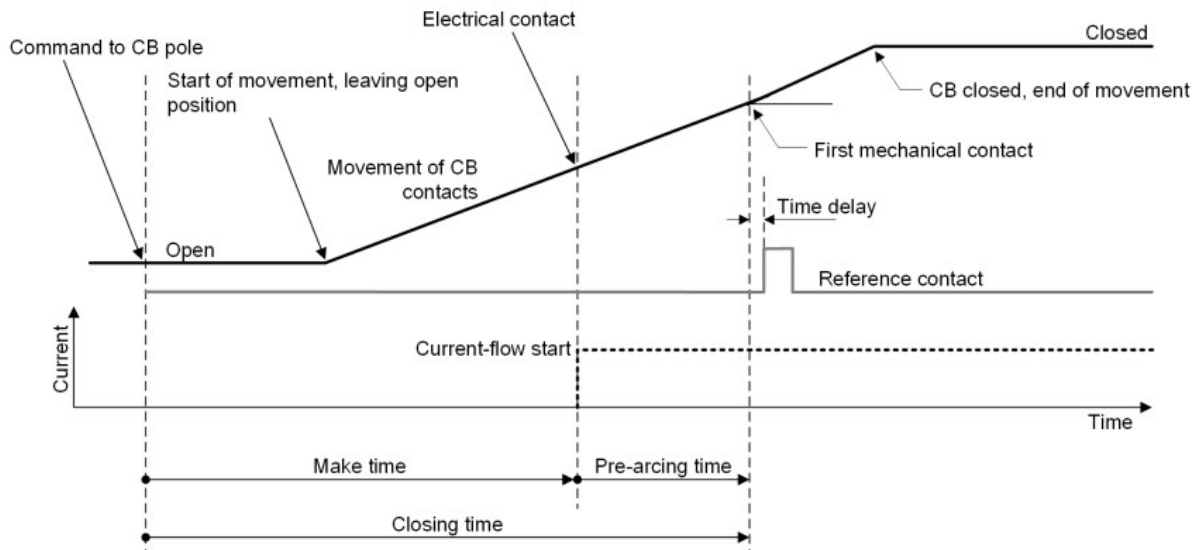 Electrical contact
Closed
Command to CB pole
Start of movement, leaving open
position
CB closed, end of movement
Movement of CB
contacts
First mechanical contact
Time delay
Open
Reference contact
Current
Current-flow start
Time
Make time
Pre-arcing time
Closing time